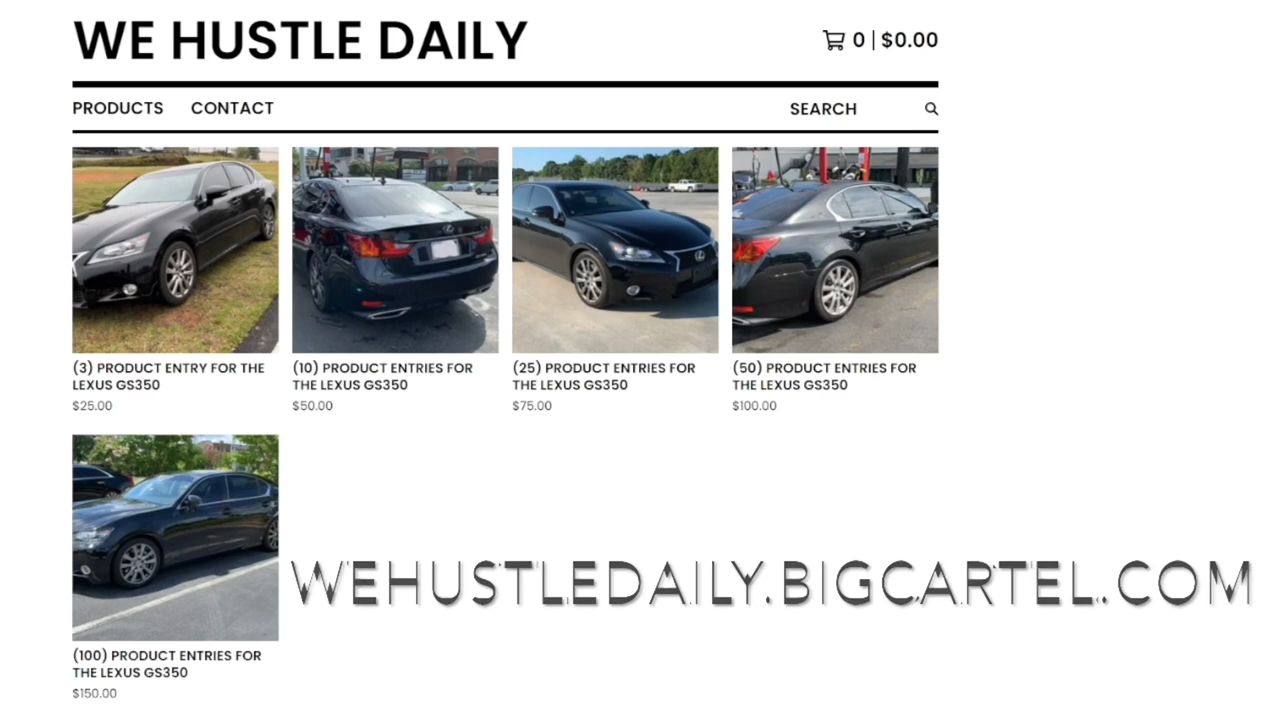 WE HUSTLE DAILY
0 | $0.00
PRODUCTS CONTACT SEARCH
(3) PRODUCT ENTRY FOR THE
LEXUS GS350
$25.00
(10) PRODUCT ENTRIES FOR
THE LEXUS GS350
$50.00
(25) PRODUCT ENTRIES FOR
THE LEXUS GS350
$75.00
(50) PRODUCT ENTRIES FOR
THE LEXUS GS350
$100.00
(100) PRODUCT ENTRIES FOR
THE LEXUS GS350
$150.00
WEHUSTLEDAILY.BIGCARTEL.COM